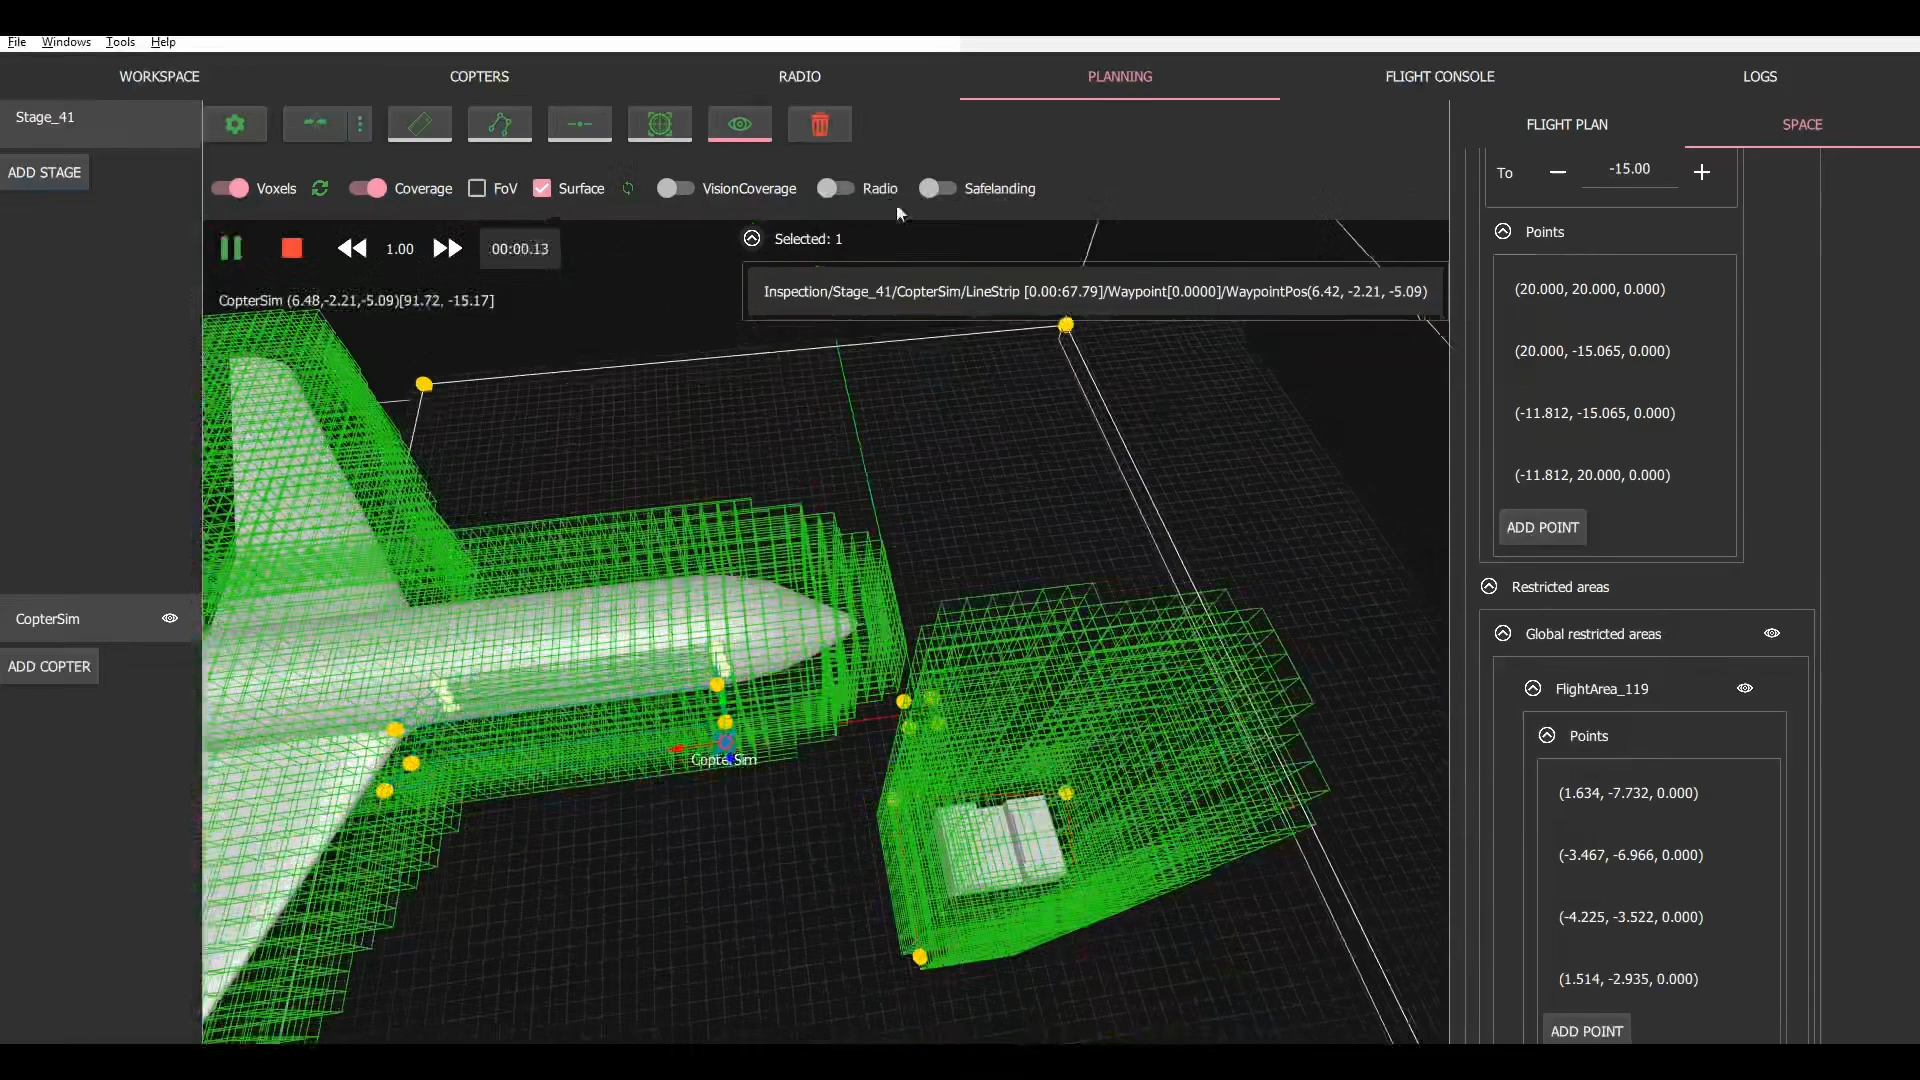 File Windows Tools Help
WORKSPACE COPTERS RADIO PLANNING FLIGHT CONSOLE LOGS
Stage_41
ADD STAGE
FLIGHT PLAN SPACE
Voxels Coverage FoV Surface VisionCoverage Radio Safelanding
To -15.00
1.00 00:00.13
Selected: 1
Inspection/Stage_41/CopterSim/LineStrip [0.00:67.79]/Waypoint[0.0000]/WaypointPos(6.42, -2.21, -5.09)
CopterSim (6.48,-2.21,-5.09)[91.72, -15.17]
Points
(20.000, 20.000, 0.000)
(20.000, -15.065, 0.000)
(-11.812, -15.065, 0.000)
(-11.812, 20.000, 0.000)
ADD POINT
Restricted areas
CopterSim
ADD COPTER
Global restricted areas
FlightArea_119
Points
CopterSim
(1.634, -7.732, 0.000)
(-3.467, -6.966, 0.000)
(-4.225, -3.522, 0.000)
(1.514, -2.935, 0.000)
ADD POINT